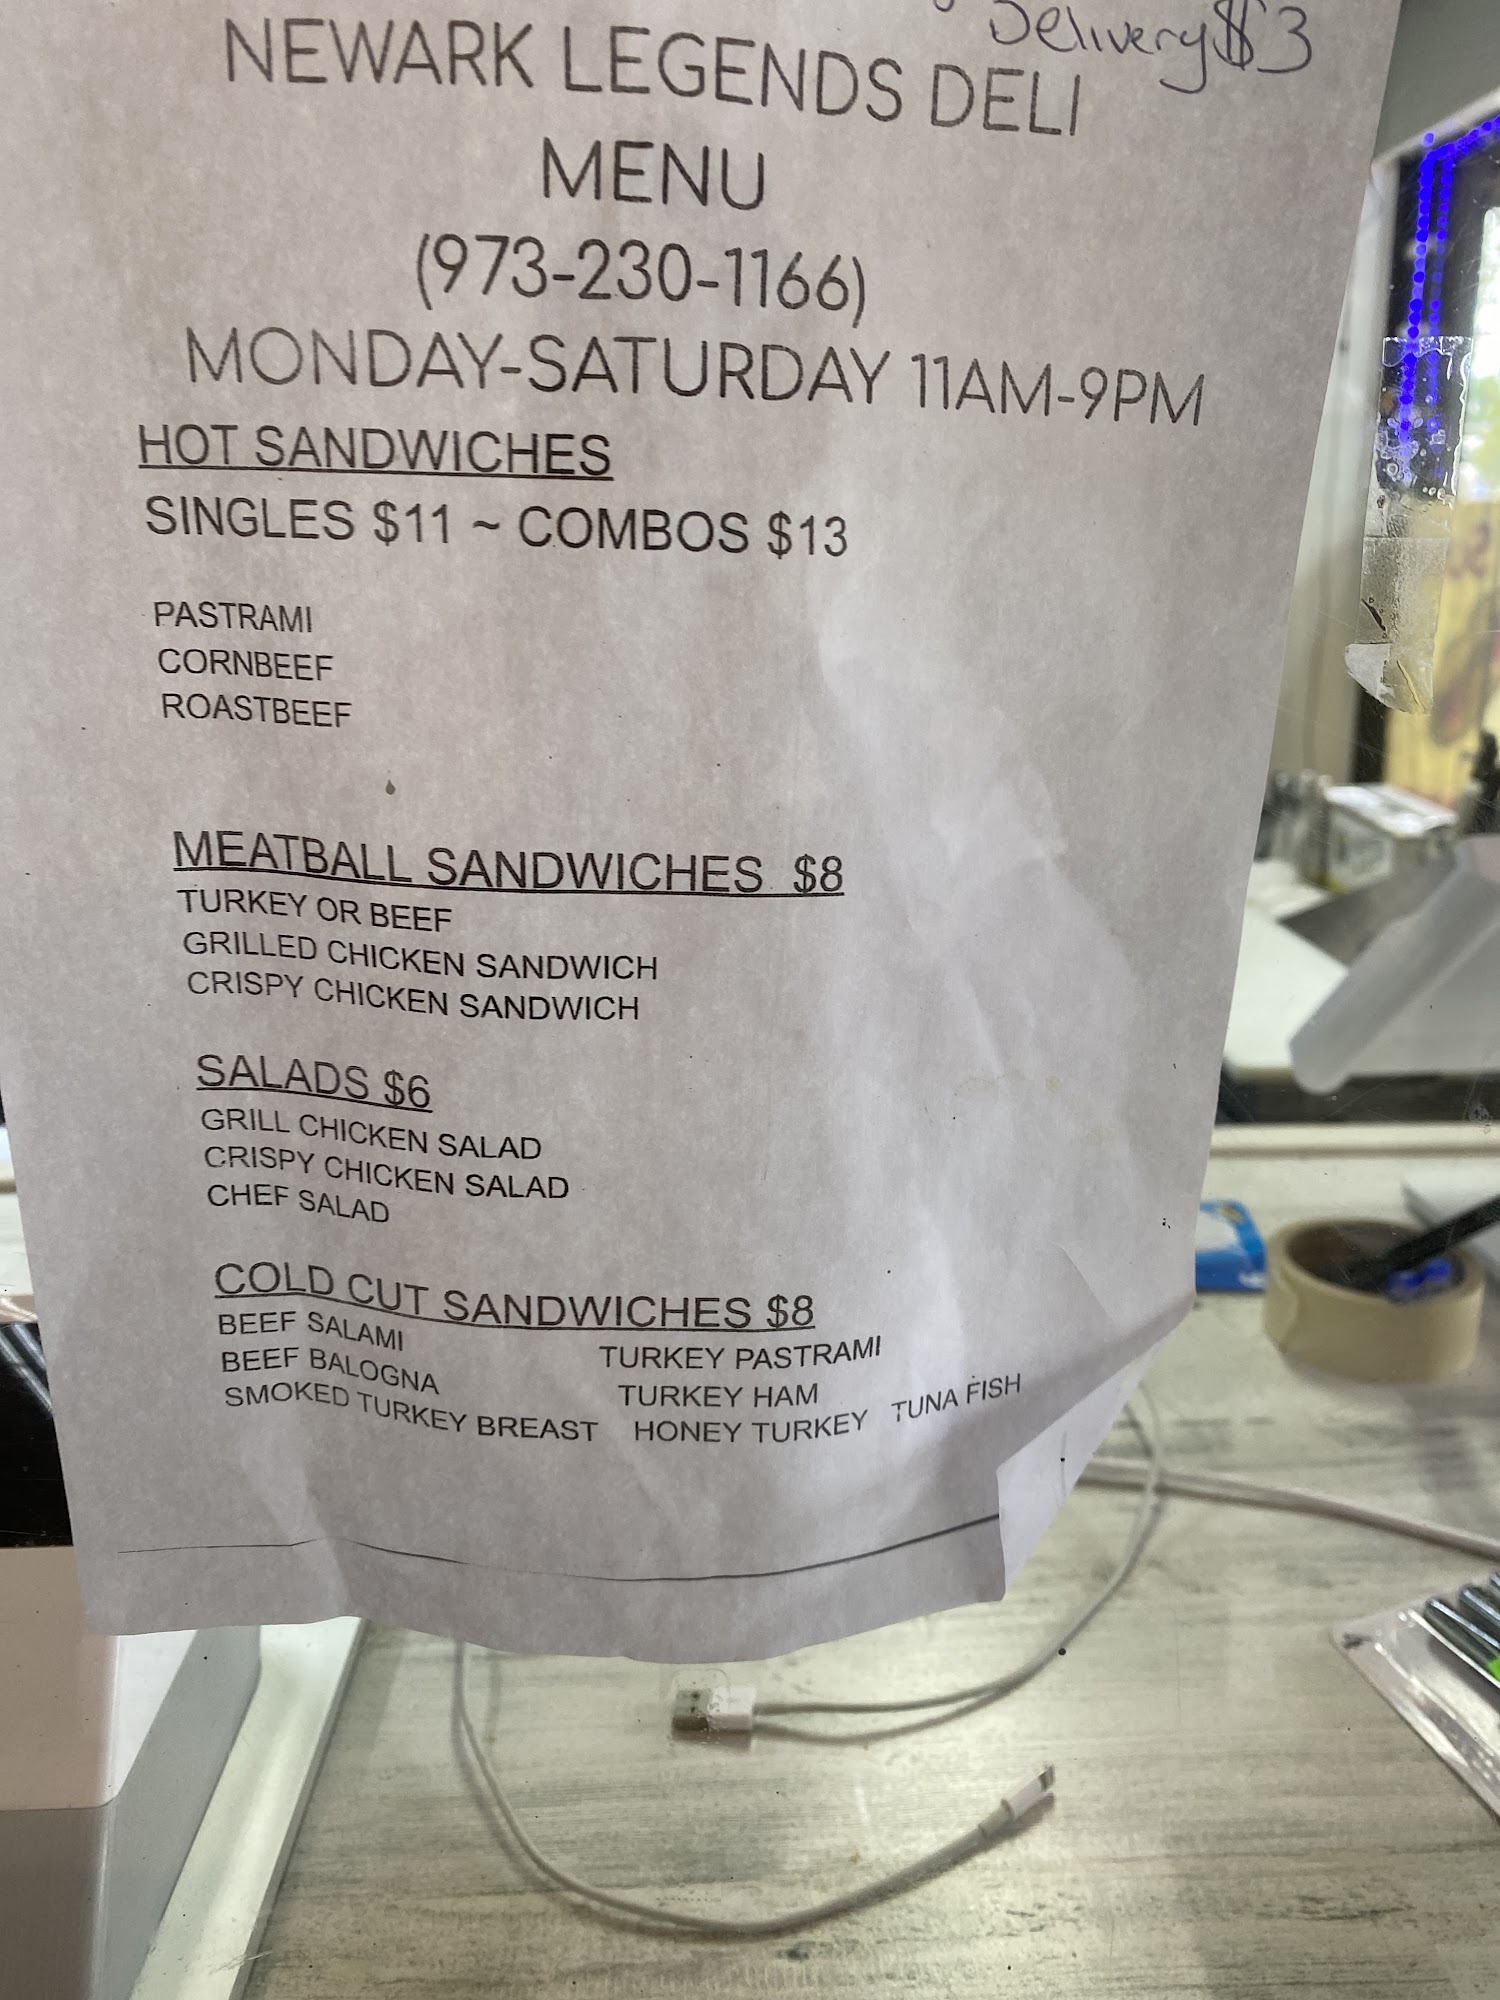 Delivery $3
NEWARK LEGENDS DELI
MENU
(973-230-1166)
MONDAY-SATURDAY 11AM-9PM
HOT SANDWICHES
SINGLES $11 ~ COMBOS $13
PASTRAMI
CORNBEEF
ROASTBEEF
MEATBALL SANDWICHES $8
TURKEY OR BEEF
GRILLED CHICKEN SANDWICH
CRISPY CHICKEN SANDWICH
SALADS $6
GRILL CHICKEN SALAD
CRISPY CHICKEN SALAD
CHEF SALAD
COLD CUT SANDWICHES $8
BEEF SALAMI TURKEY PASTRAMI
BEEF BALOGNA TURKEY HAM
SMOKED TURKEY BREAST HONEY TURKEY TUNA FISH